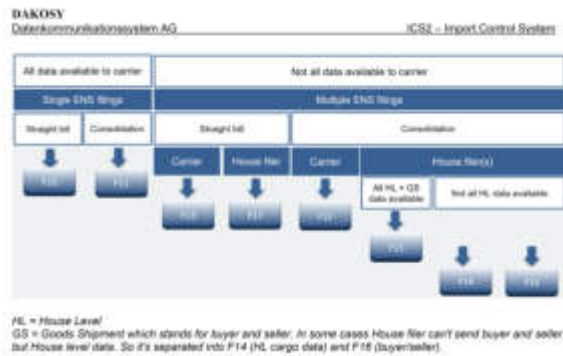 DAKOSY
Datenkommunikationssystem AG ICS2 – Import Control System
All data available to carrier Not all data available to carrier
Single ENS filings Multiple ENS filings
Straight bill Consolidation Straight bill Consolidation
Carrier House filer Carrier House filer(s)
All HL + GS data available Not all HL data available
HL = House Level
GS = Goods Shipment which stands for buyer and seller. In some cases House filer can't send buyer and seller
but House level data. So it's separated into F14 (HL cargo data) and F16 (buyer/seller).